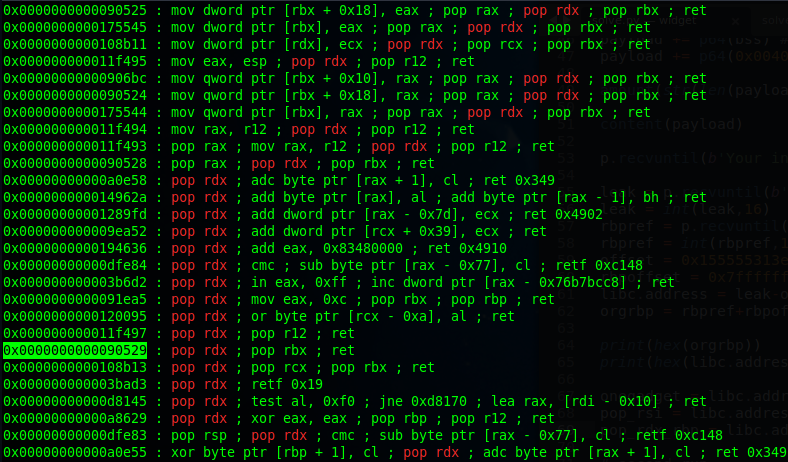 0x0000000000090525 : mov dword ptr [rbx + 0x18], eax ; pop rax ; pop rdx ; pop rbx ; ret
0x0000000000175545 : mov dword ptr [rbx], eax ; pop rax ; pop rdx ; pop rbx ; ret
0x0000000000108b11 : mov dword ptr [rdx], ecx ; pop rdx ; pop rcx ; pop rbx ; ret
0x000000000011f495 : mov eax, esp ; pop rdx ; pop r12 ; ret
0x00000000000906bc : mov qword ptr [rbx + 0x10], rax ; pop rax ; pop rdx ; pop rbx ; ret
0x0000000000090524 : mov qword ptr [rbx + 0x18], rax ; pop rax ; pop rdx ; pop rbx ; ret
0x0000000000175544 : mov qword ptr [rbx], rax ; pop rax ; pop rdx ; pop rbx ; ret
0x000000000011f494 : mov rax, r12 ; pop rdx ; pop r12 ; ret
0x000000000011f493 : pop rax ; mov rax, r12 ; pop rdx ; pop r12 ; ret
0x0000000000090528 : pop rax ; pop rdx ; pop rbx ; ret
0x00000000000a0e58 : pop rdx ; adc byte ptr [rax + 1], cl ; ret 0x349
0x000000000014962a : pop rdx ; add byte ptr [rax], al ; add byte ptr [rax - 1], bh ; ret
0x00000000001289fd : pop rdx ; add dword ptr [rax - 0x7d], ecx ; ret 0x4902
0x000000000009ea52 : pop rdx ; add dword ptr [rcx + 0x39], ecx ; ret
0x0000000000194636 : pop rdx ; add eax, 0x83480000 ; ret 0x4910
0x00000000000dfe84 : pop rdx ; cmc ; sub byte ptr [rax - 0x77], cl ; retf 0xc148
0x000000000003b6d2 : pop rdx ; in eax, 0xff ; inc dword ptr [rax - 0x76b7bcc8] ; ret
0x0000000000091ea5 : pop rdx ; mov eax, 0xc ; pop rbx ; pop rbp ; ret
0x0000000000120095 : pop rdx ; or byte ptr [rcx - 0xa], al ; ret
0x000000000011f497 : pop rdx ; pop r12 ; ret
0x0000000000090529 : pop rdx ; pop rbx ; ret
0x0000000000108b13 : pop rdx ; pop rcx ; pop rbx ; ret
0x000000000003bad3 : pop rdx ; retf 0x19
0x00000000000d8145 : pop rdx ; test al, 0xf0 ; jne 0xd8170 ; lea rax, [rdi - 0x10] ; ret
0x00000000000a8629 : pop rdx ; xor eax, eax ; pop rbp ; pop r12 ; ret
0x00000000000dfe83 : pop rsp ; pop rdx ; cmc ; sub byte ptr [rax - 0x77], cl ; retf 0xc148
0x00000000000a0e55 : xor byte ptr [rbp + 1], cl ; pop rdx ; adc byte ptr [rax + 1], cl ; ret 0x349